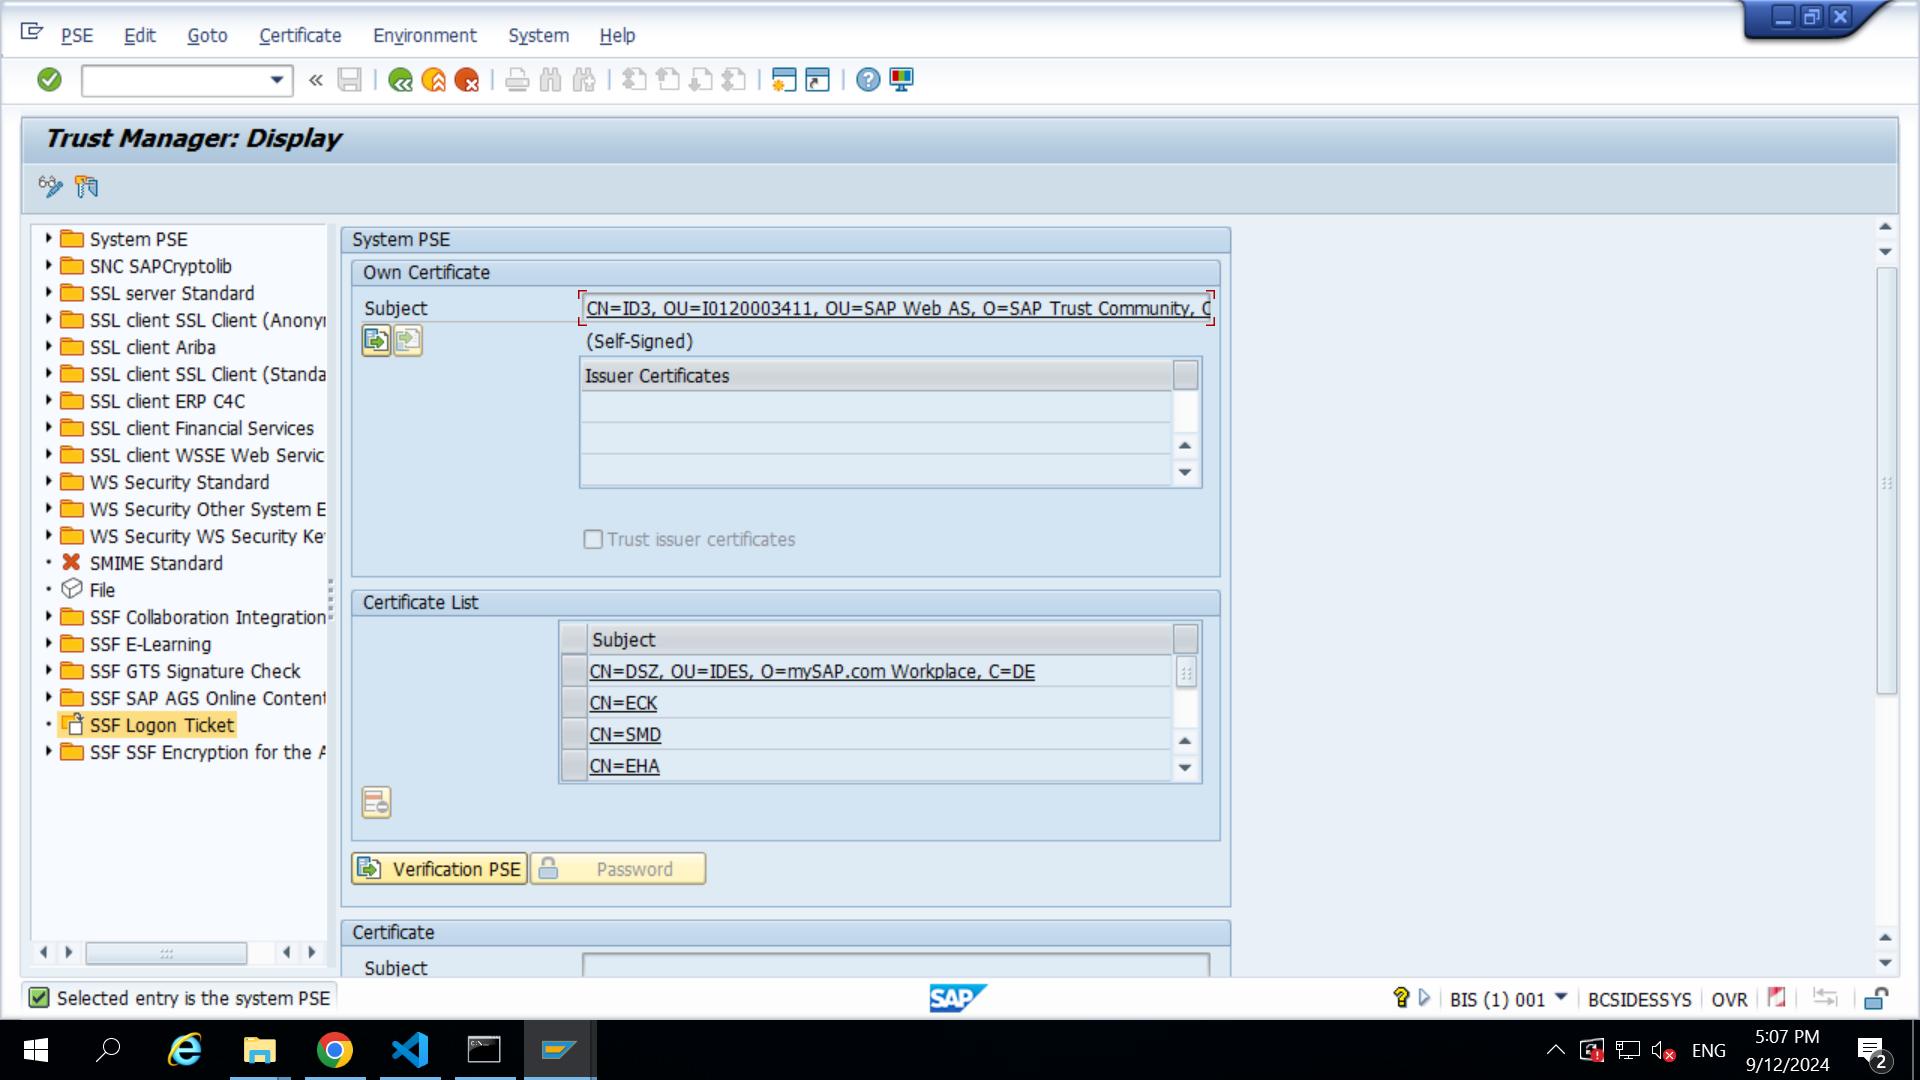 PSE Edit Goto Certificate Environment System Help
Trust Manager: Display
System PSE
SNC SAPCryptolib
SSL server Standard
SSL client SSL Client (Anony
SSL client Ariba
SSL client SSL Client (Standa
SSL client ERP C4C
SSL client Financial Services
SSL client WSSE Web Servic
WS Security Standard
WS Security Other System E
WS Security WS Security Ke
SMIME Standard
File
SSF Collaboration Integration
SSF E-Learning
SSF GTS Signature Check
SSF SAP AGS Online Content
SSF Logon Ticket
SSF SSF Encryption for the A
System PSE
Own Certificate
Subject CN=ID3, OU=I0120003411, OU=SAP Web AS, O=SAP Trust Community, C
(Self-Signed)
Issuer Certificates
Trust issuer certificates
Certificate List
Subject
CN=DSZ, OU=IDES, O=mySAP.com Workplace, C=DE
CN=ECK
CN=SMD
CN=EHA
Verification PSE Password
Certificate
Subject
Selected entry is the system PSE
SAP
BIS (1) 001 BCSIDESSYS OVR
ENG
5:07 PM
9/12/2024
2